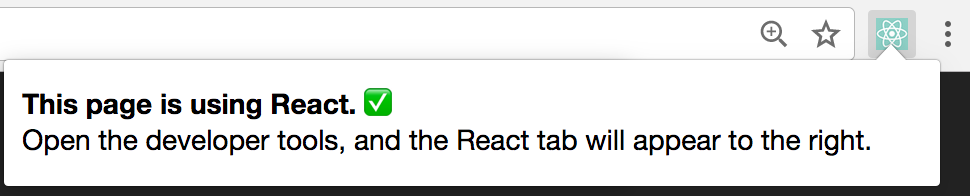 This page is using React. ✅
Open the developer tools, and the React tab will appear to the right.